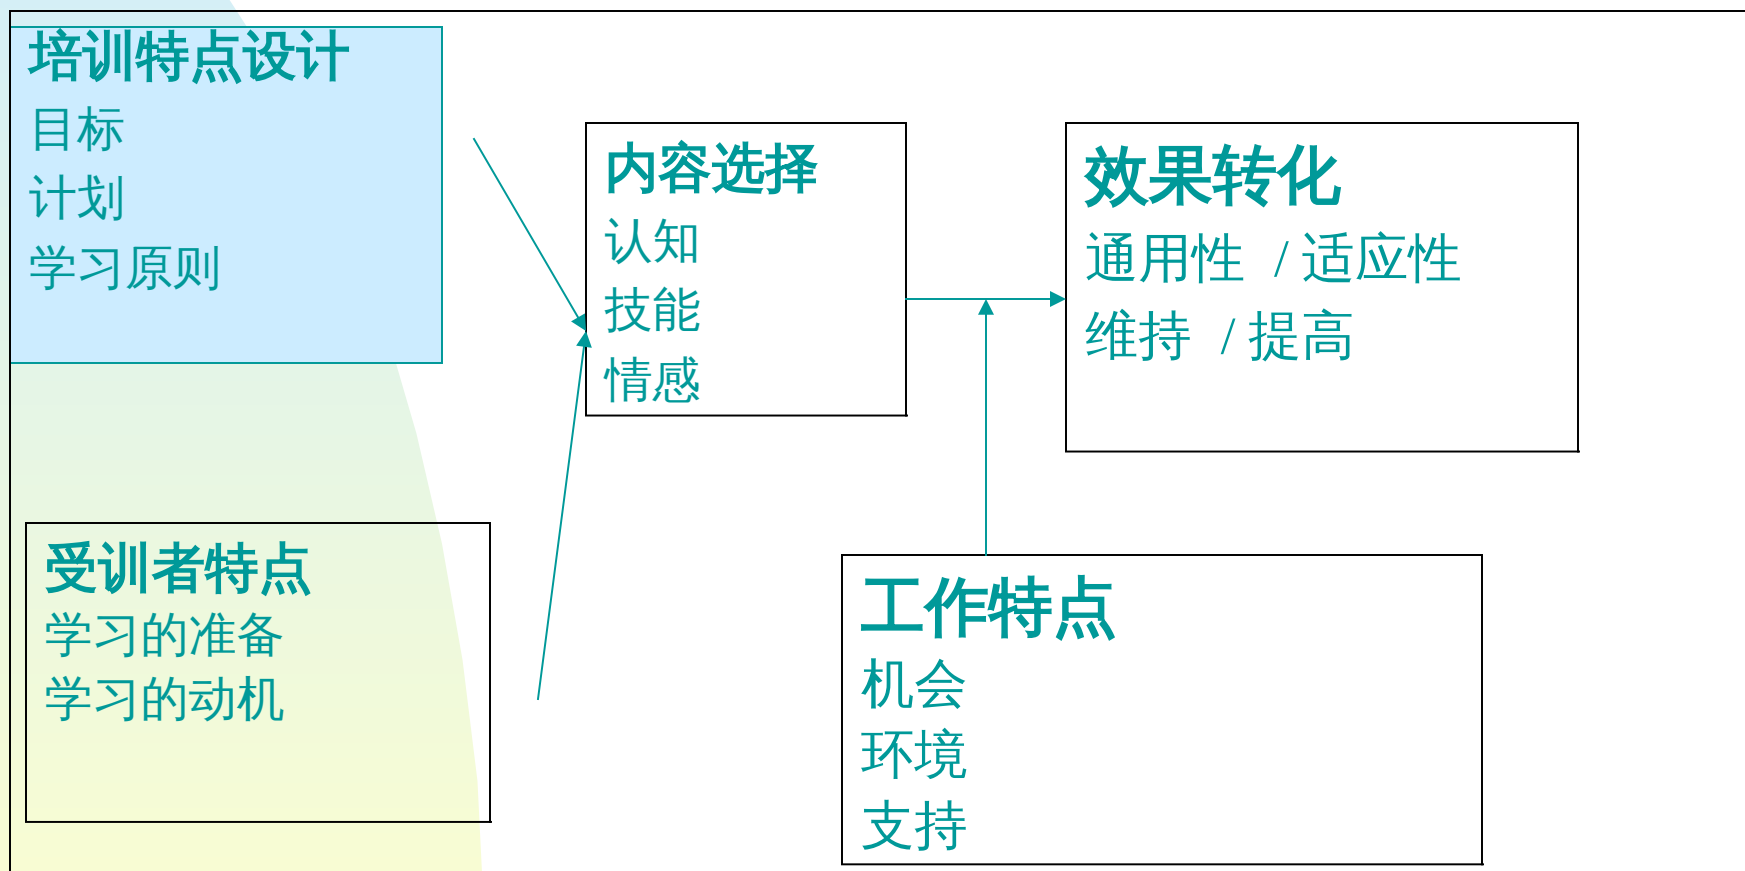 培训特点设计
目标
计划
学习原则
内容选择
认知
技能
情感
效果转化
通用性 / 适应性
维持 / 提高
受训者特点
学习的准备
学习的动机
工作特点
机会
环境
支持